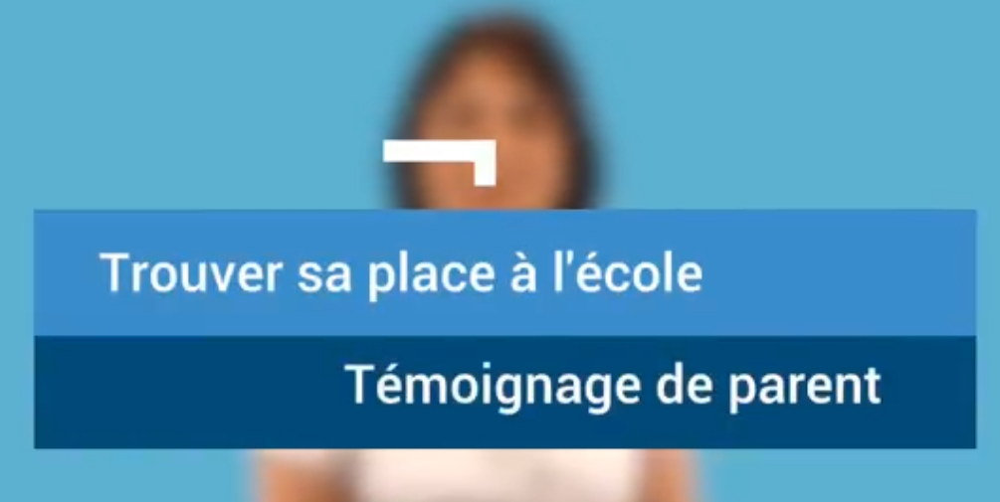 Trouver sa place à l'école
Témoignage de parent